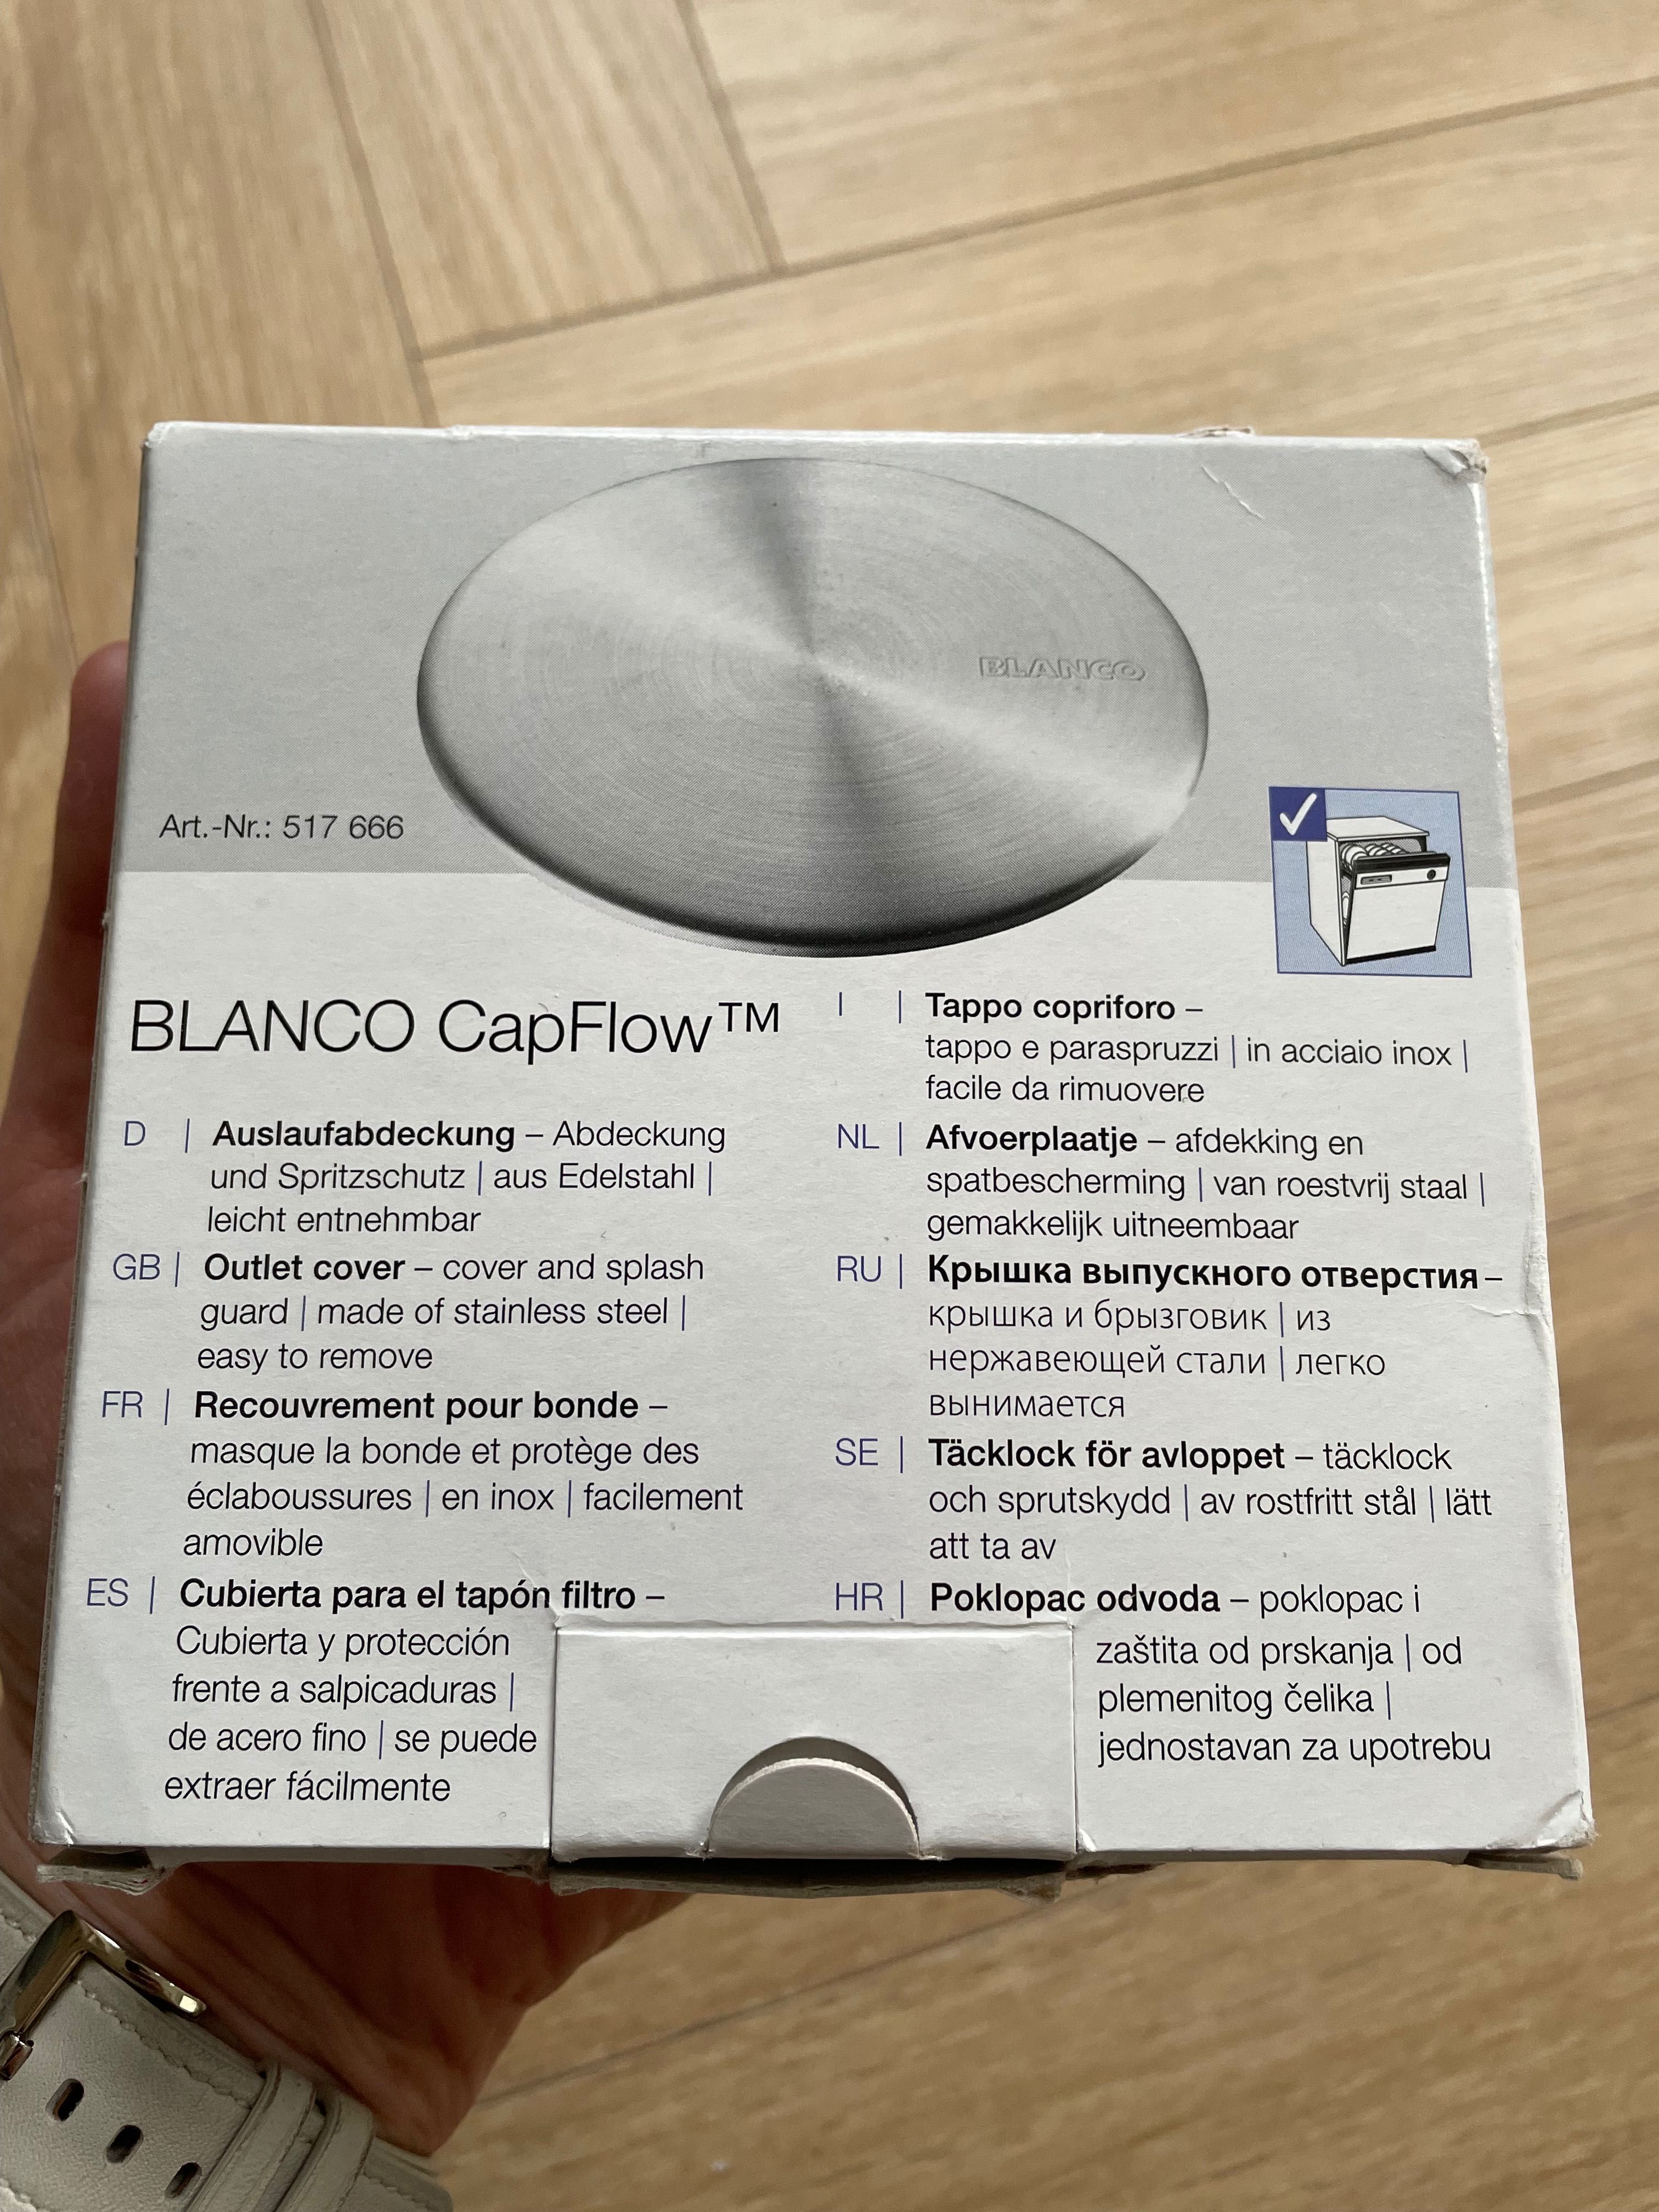 BLANCO
Art.-Nr.: 517 666
BLANCO CapFlow™
D | Auslaufabdeckung – Abdeckung
und Spritzschutz | aus Edelstahl |
leicht entnehmbar
GB | Outlet cover – cover and splash
guard | made of stainless steel |
easy to remove
FR | Recouvrement pour bonde –
masque la bonde et protège des
éclaboussures | en inox | facilement
amovible
ES | Cubierta para el tapón filtro –
Cubierta y protección
frente a salpicaduras |
de acero fino | se puede
extraer fácilmente
I | Tappo copriforo –
tappo e paraspruzzi | in acciaio inox |
facile da rimuovere
NL | Afvoerplaatje – afdekking en
spatbescherming | van roestvrij staal |
gemakkelijk uitneembaar
RU | Крышка выпускного отверстия –
крышка и брызговик | из
нержавеющей стали | легко
вынимается
SE | Täcklock för avloppet – täcklock
och sprutskydd | av rostfritt stål | lätt
att ta av
HR | Poklopac odvoda – poklopac i
zaštita od prskanja | od
plemenitog čelika |
jednostavan za upotrebu